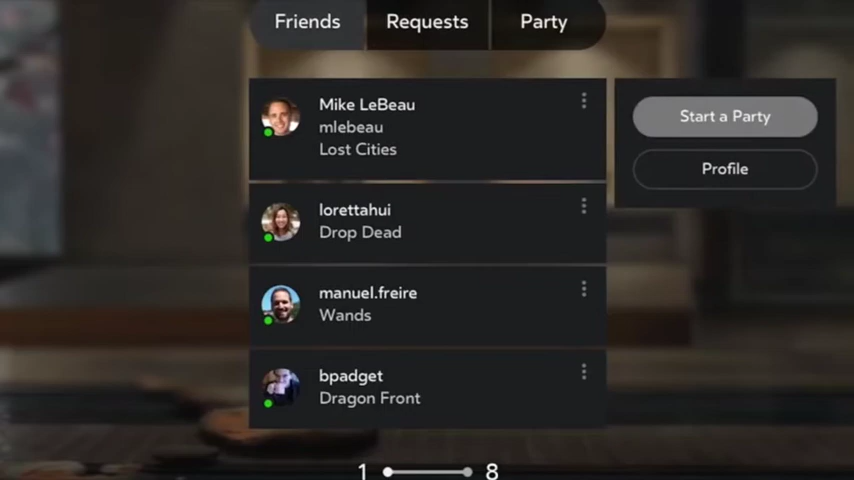 Friends Requests Party
Mike LeBeau
mlebeau
Lost Cities
Start a Party
Profile
lorettahui
Drop Dead
manuel.freire
Wands
bpadget
Dragon Front
1 8